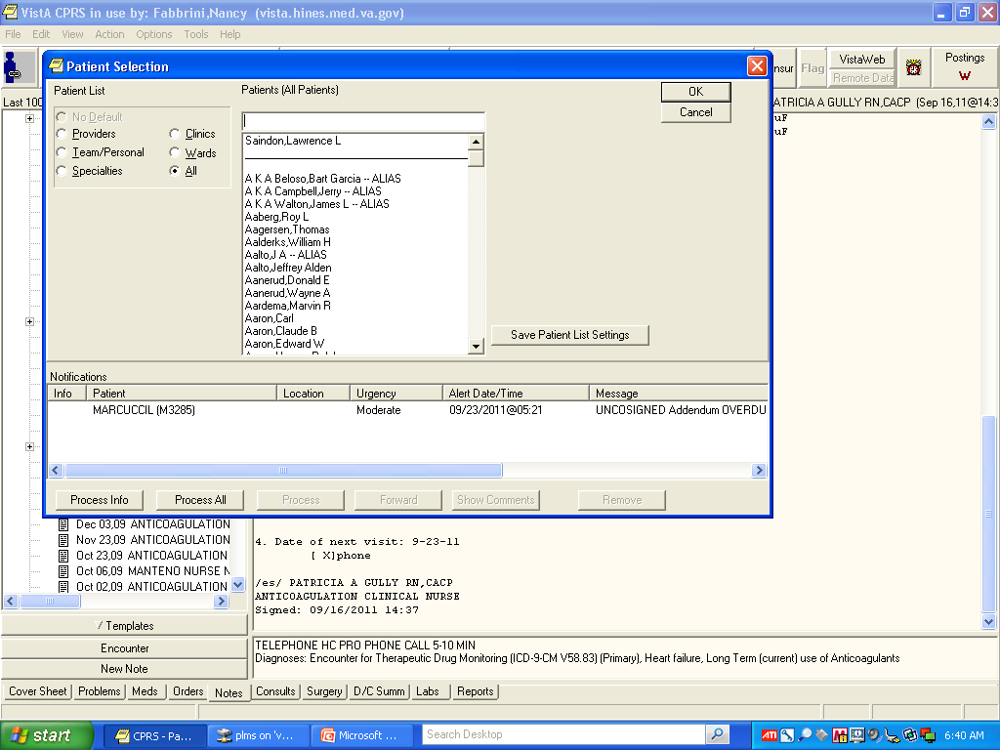 VistA CPRS in use by: Fabbrini,Nancy (vista.hines.med.va.gov)
File Edit View Action Options Tools Help
Patient Selection
nsur
Flag
VistaWeb
Remote Data
Postings
W
Last 100
ATRICIA A GULLY RN,CACP (Sep 16,11@14:3
uF
uF
Patient List
No Default
Providers
Team/Personal
Specialties
Clinics
Wards
All
Patients (All Patients)
Saindon,Lawrence L
A K A Beloso,Bart Garcia -- ALIAS
A K A Campbell,Jerry -- ALIAS
A K A Walton,James L -- ALIAS
Aaberg,Roy L
Aagersen,Thomas
Aalderks,William H
Aalto,J A -- ALIAS
Aalto,Jeffrey Alden
Aanerud,Donald E
Aanerud,Wayne A
Aardema,Marvin R
Aaron,Carl
Aaron,Claude B
Aaron,Edward W
OK
Cancel
Save Patient List Settings
Notifications
Info Patient Location Urgency Alert Date/Time Message
MARCUCCIL (M3285) Moderate 09/23/2011@05:21 UNCOSIGNED Addendum OVERDU
Process Info Process All Process Forward Show Comments Remove
Dec 03,09 ANTICOAGULATION
Nov 23,09 ANTICOAGULATION
Oct 23,09 ANTICOAGULATION
Oct 06,09 MANTENO NURSE N
Oct 02,09 ANTICOAGULATION
4. Date of next visit: 9-23-11
[ X]phone
/es/ PATRICIA A GULLY RN,CACP
ANTICOAGULATION CLINICAL NURSE
Signed: 09/16/2011 14:37
/ Templates
Encounter
New Note
TELEPHONE HC PRO PHONE CALL 5-10 MIN
Diagnoses: Encounter for Therapeutic Drug Monitoring (ICD-9-CM V58.83) (Primary), Heart failure, Long Term (current) use of Anticoagulants
Cover Sheet Problems Meds Orders Notes Consults Surgery D/C Summ Labs Reports
start CPRS - Pa... plms on 'v... Microsoft ... Search Desktop ATI 6:40 AM